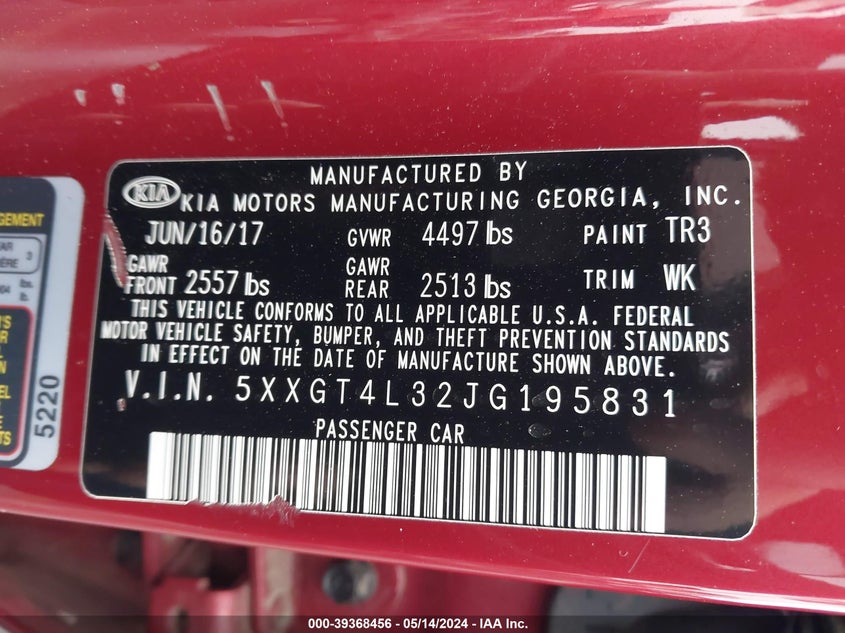 MANUFACTURED BY
KIA KIA MOTORS MANUFACTURING GEORGIA, INC.
JUN/16/17 GVWR 4497 lbs PAINT TR3
GAWR FRONT 2557 lbs GAWR REAR 2513 lbs TRIM WK
THIS VEHICLE CONFORMS TO ALL APPLICABLE U.S.A. FEDERAL
MOTOR VEHICLE SAFETY, BUMPER, AND THEFT PREVENTION STANDARDS
IN EFFECT ON THE DATE OF MANUFACTURE SHOWN ABOVE.
V.I.N. 5XXGT4L32JG195831
PASSENGER CAR
5220
000-39368456 - 05/14/2024 - IAA Inc.